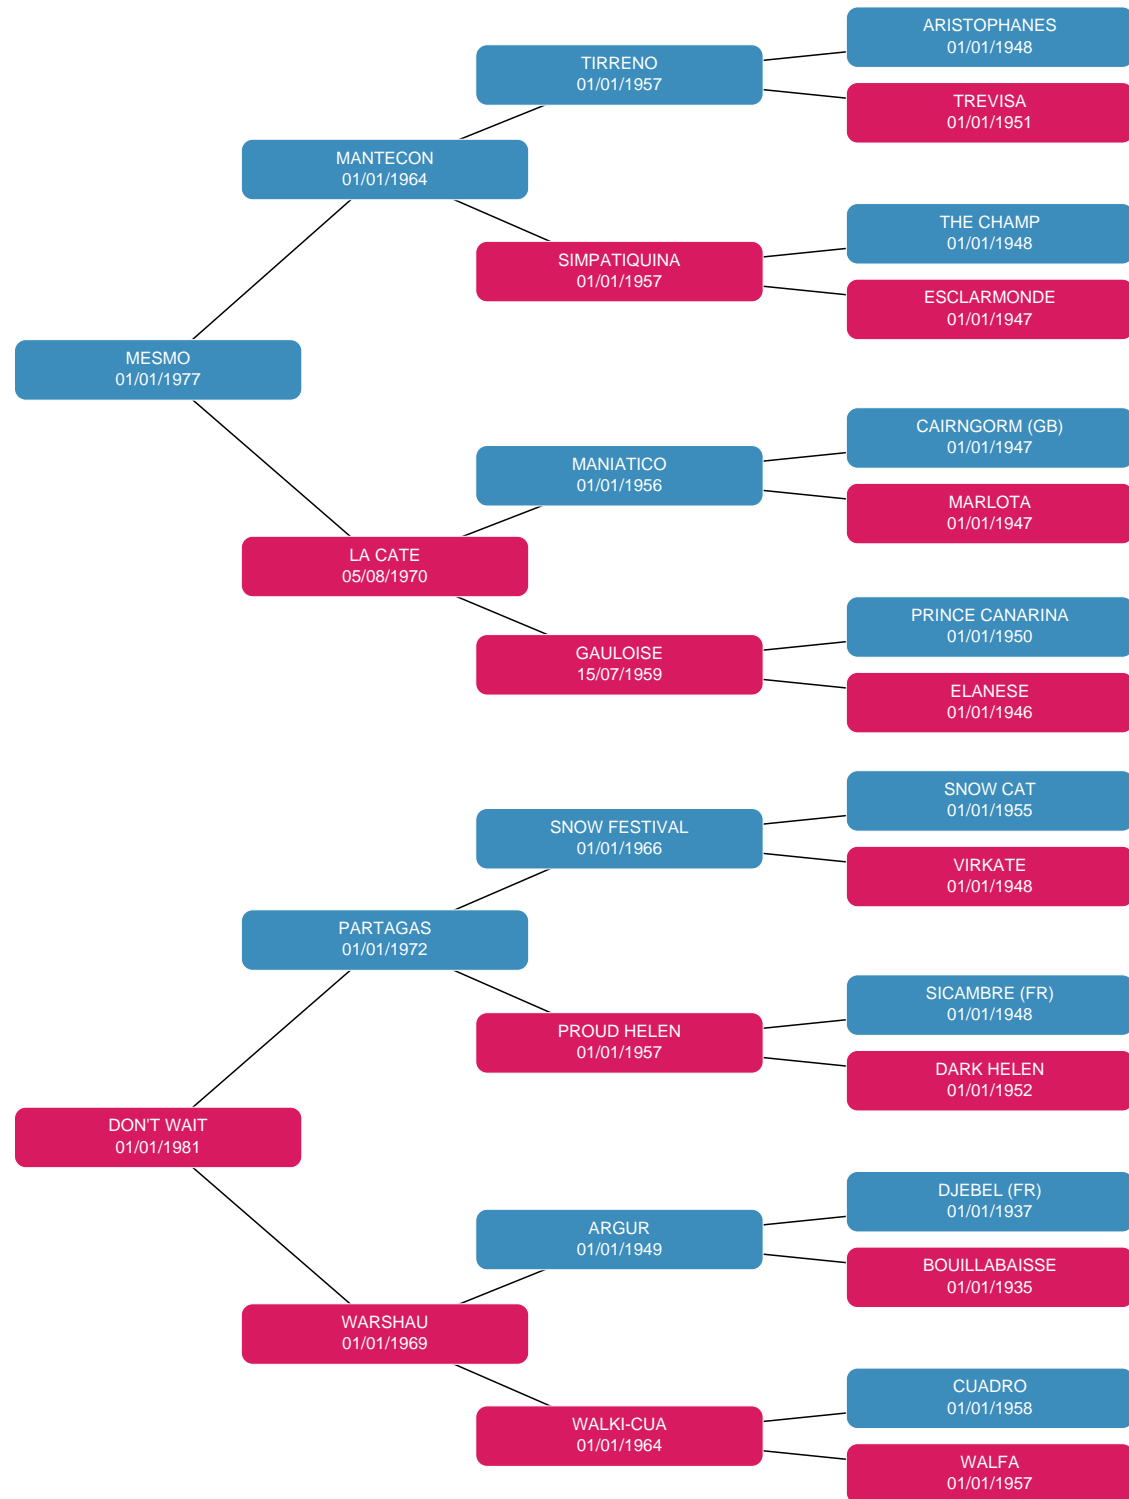 ARISTOPHANES
01/01/1948
TIRRENO
01/01/1957
TREVISA
01/01/1951
MANTECON
01/01/1964
THE CHAMP
01/01/1948
SIMPATIQUINA
01/01/1957
ESCLARMONDE
01/01/1947
MESMO
01/01/1977
CAIRNGORM (GB)
01/01/1947
MANIATICO
01/01/1956
MARLOTA
01/01/1947
LA CATE
05/08/1970
PRINCE CANARINA
01/01/1950
GAULOISE
15/07/1959
ELANESE
01/01/1946
SNOW CAT
01/01/1955
SNOW FESTIVAL
01/01/1966
VIRKATE
01/01/1948
PARTAGAS
01/01/1972
SICAMBRE (FR)
01/01/1948
PROUD HELEN
01/01/1957
DARK HELEN
01/01/1952
DON'T WAIT
01/01/1981
DJEBEL (FR)
01/01/1937
ARGUR
01/01/1949
BOUILLABAISSE
01/01/1935
WARSHAU
01/01/1969
CUADRO
01/01/1958
WALKI-CUA
01/01/1964
WALFA
01/01/1957